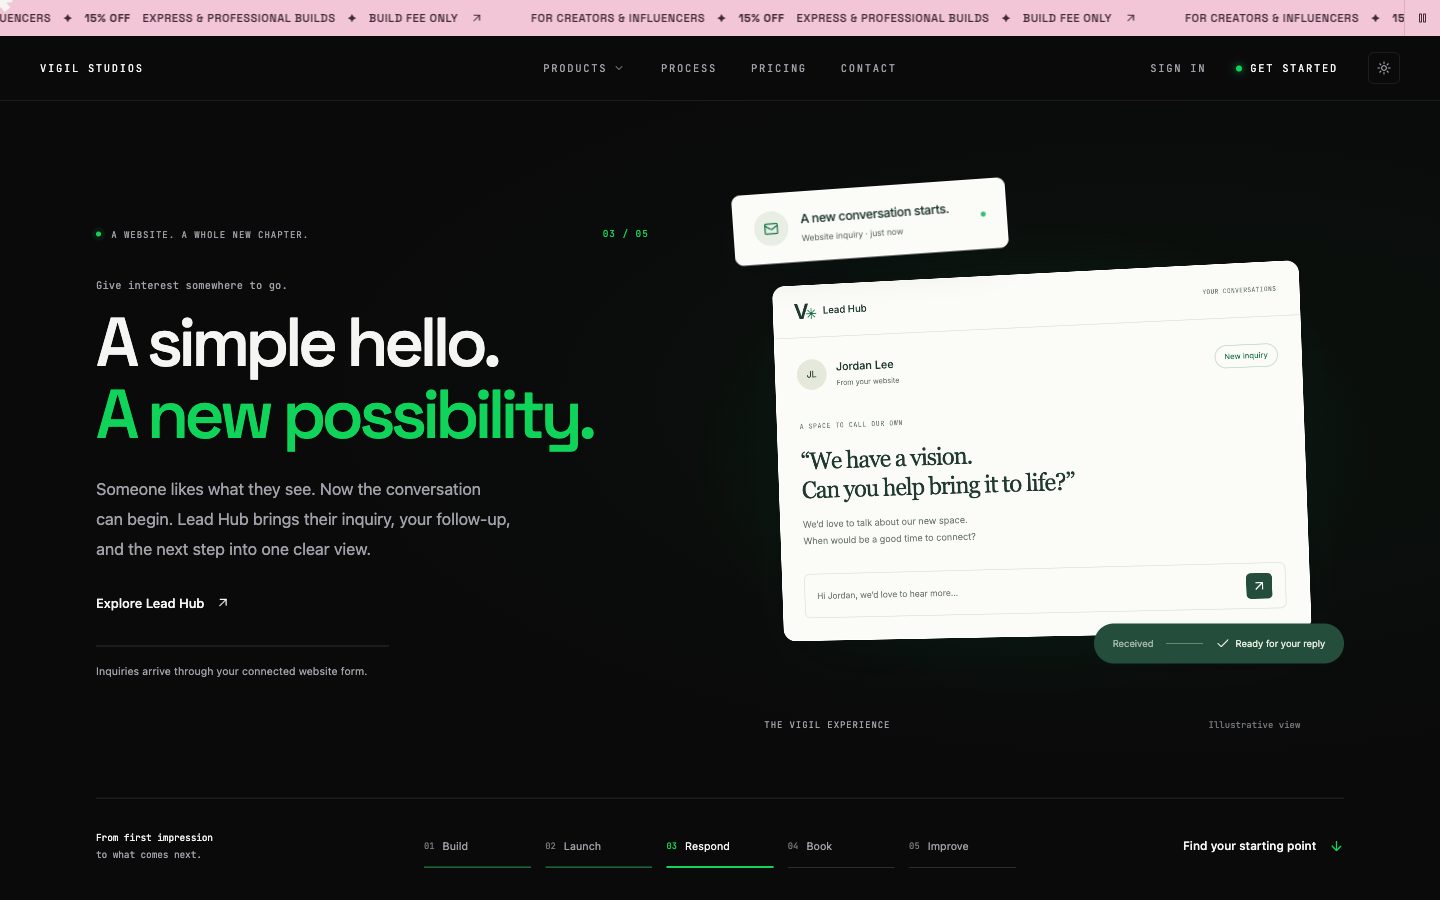 UENCERS ✦ 15% OFF EXPRESS & PROFESSIONAL BUILDS ✦ BUILD FEE ONLY ↗ FOR CREATORS & INFLUENCERS ✦ 15% OFF EXPRESS & PROFESSIONAL BUILDS ✦ BUILD FEE ONLY ↗ FOR CREATORS & INFLUENCERS ✦ 15
VIGIL STUDIOS PRODUCTS PROCESS PRICING CONTACT SIGN IN GET STARTED
A WEBSITE. A WHOLE NEW CHAPTER. 03 / 05
Give interest somewhere to go.
A simple hello.
A new possibility.
Someone likes what they see. Now the conversation
can begin. Lead Hub brings their inquiry, your follow-up,
and the next step into one clear view.
Explore Lead Hub ↗
Inquiries arrive through your connected website form.
A new conversation starts.
Website inquiry · just now
V Lead Hub YOUR CONVERSATIONS
JL Jordan Lee New inquiry
From your website
A SPACE TO CALL OUR OWN
“We have a vision.
Can you help bring it to life?”
We'd love to talk about our new space.
When would be a good time to connect?
Hi Jordan, we'd love to hear more...
Received Ready for your reply
THE VIGIL EXPERIENCE Illustrative view
From first impression
to what comes next.
01 Build 02 Launch 03 Respond 04 Book 05 Improve
Find your starting point ↓